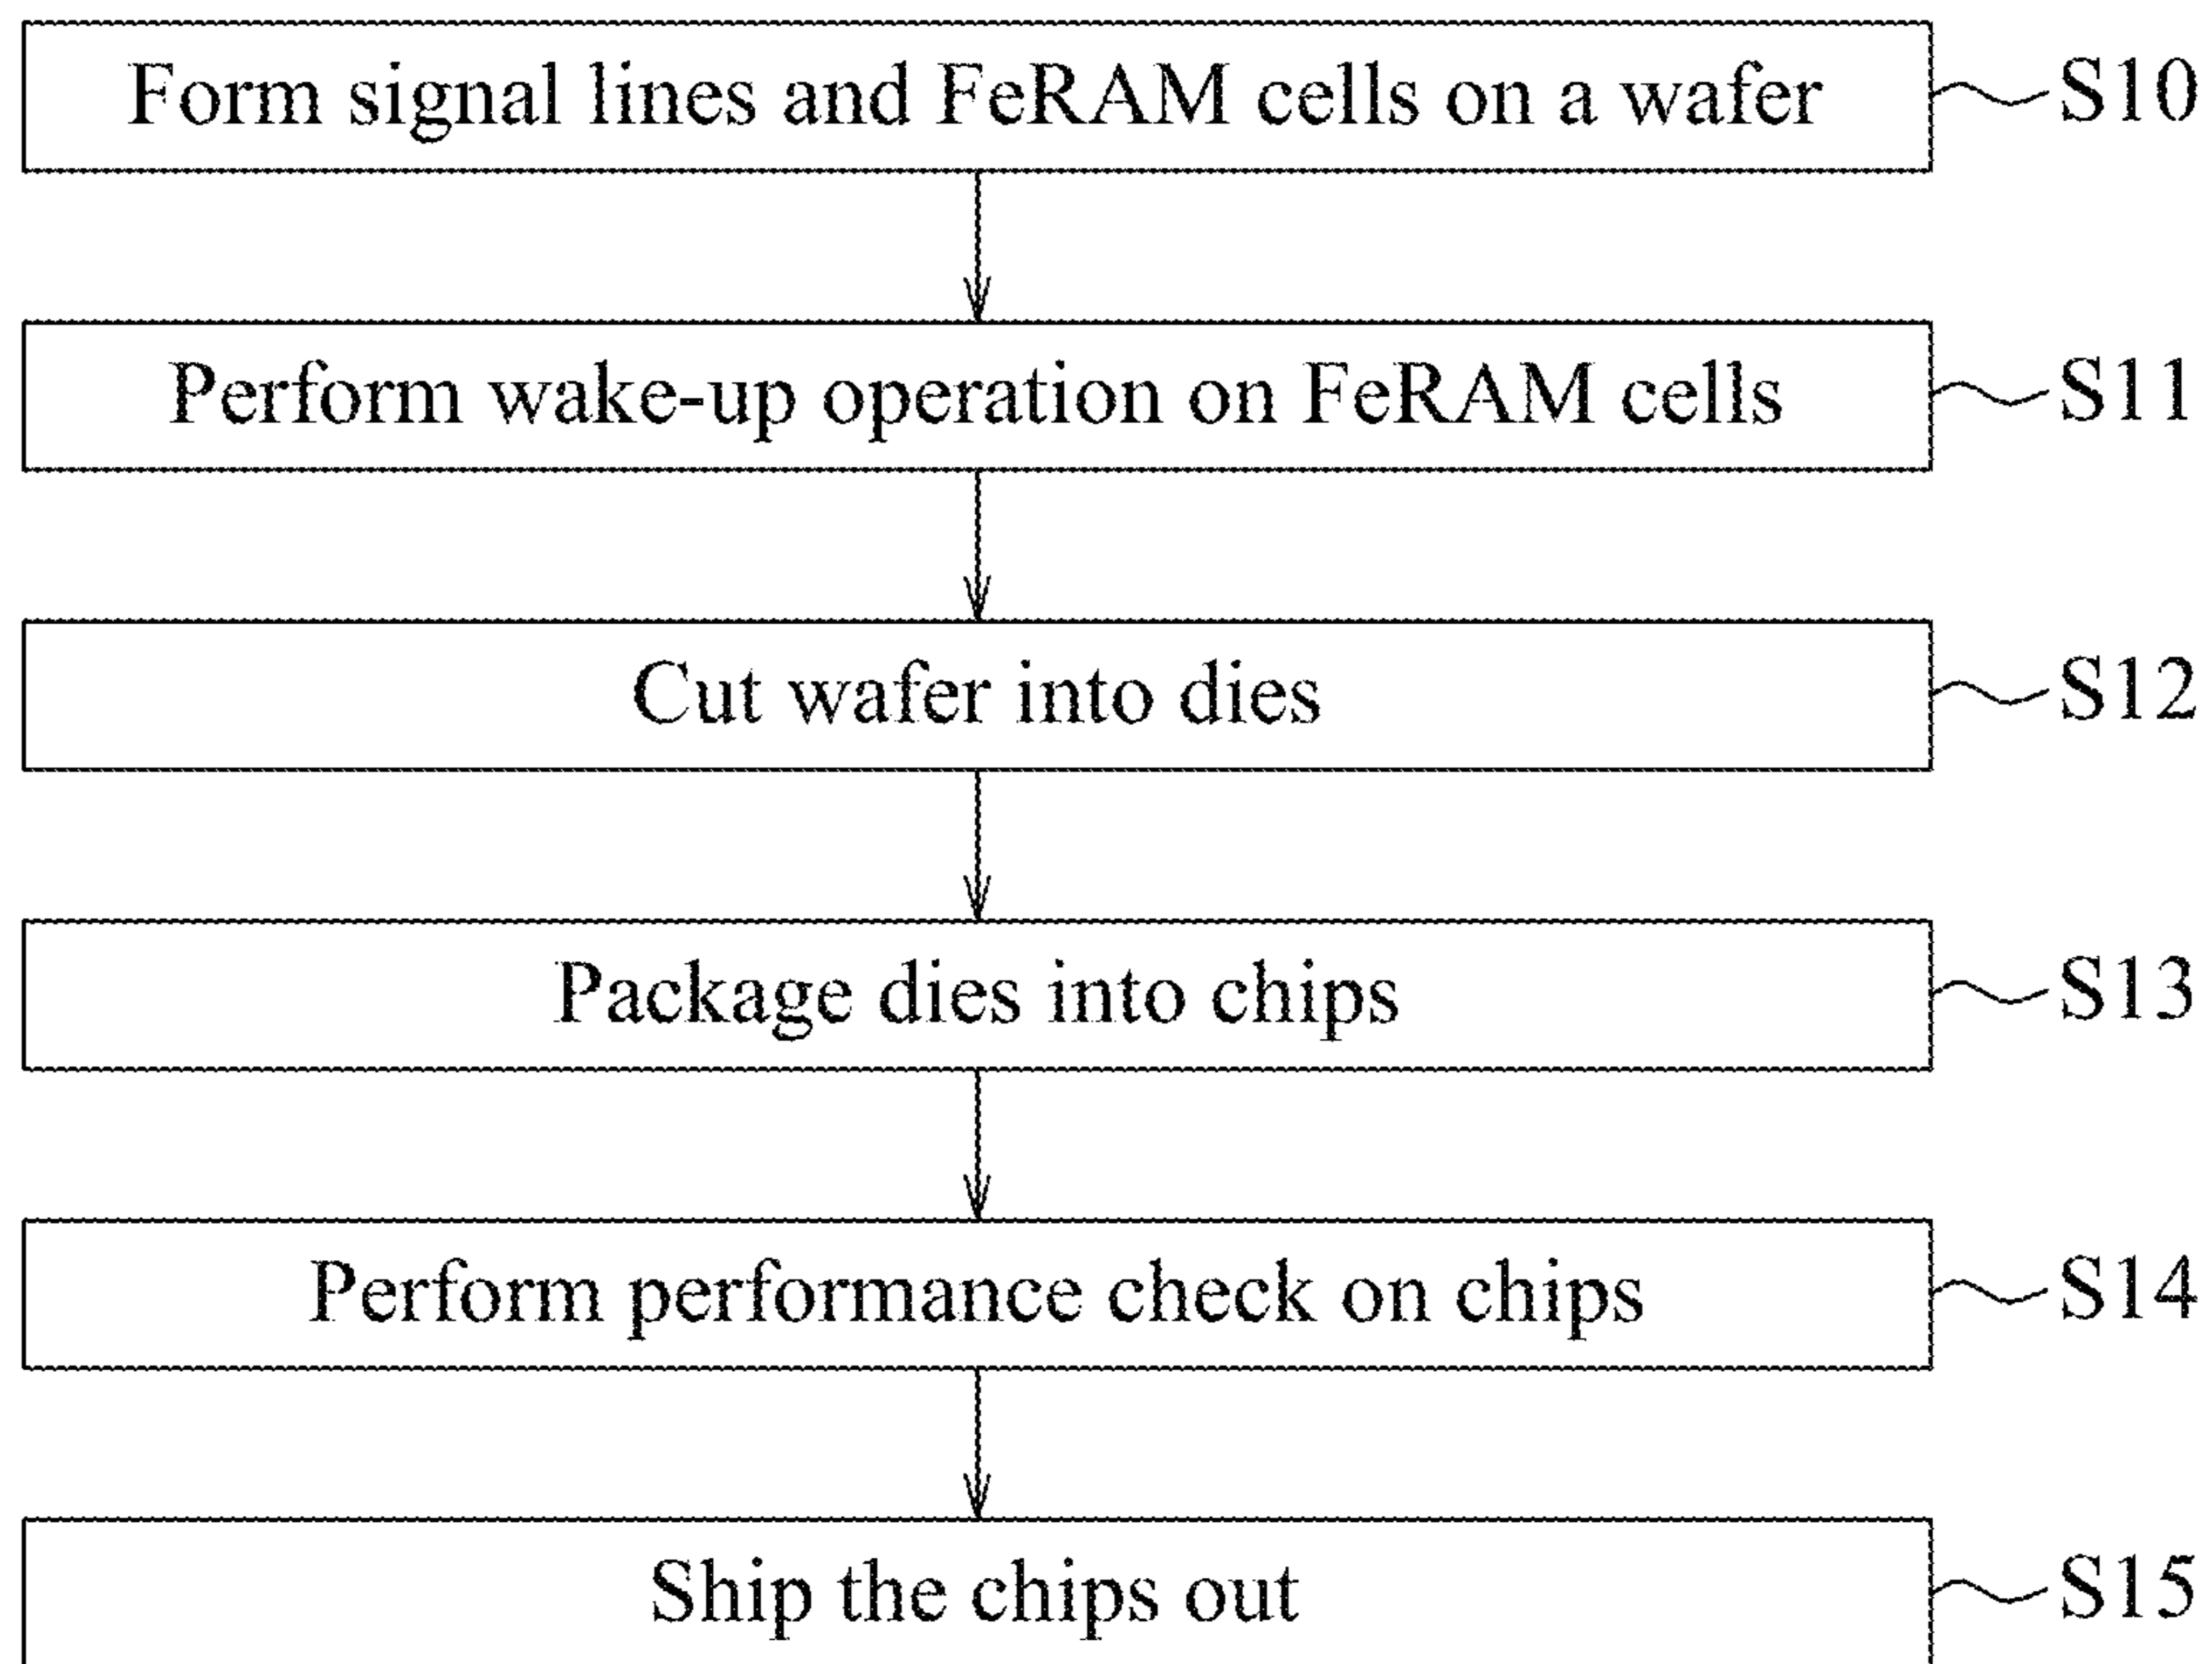 Form signal lines and FeRAM cells on a wafer S10
Perform wake-up operation on FeRAM cells S11
Cut wafer into dies S12
Package dies into chips S13
Perform performance check on chips S14
Ship the chips out S15